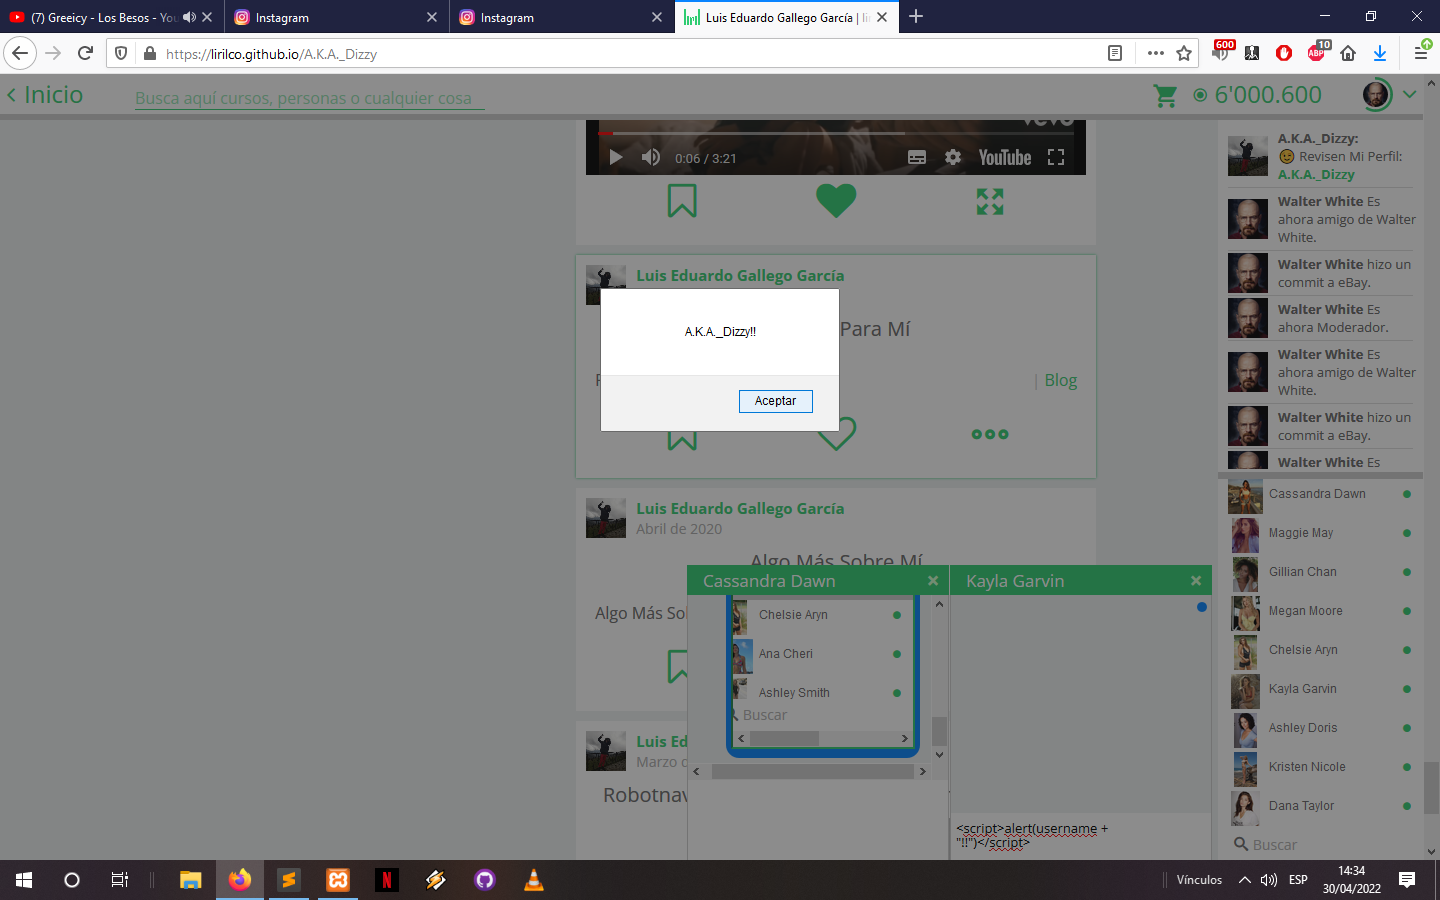 (7) Greeicy - Los Besos - You
Instagram
Instagram
Luis Eduardo Gallego García | lir
https://lirilco.github.io/A.K.A._Dizzy
600
ABP
10
Inicio
Busca aquí cursos, personas o cualquier cosa
6'000.600
vevo
0:06 / 3:21
YouTube
Luis Eduardo Gallego García
Para Mí
| Blog
A.K.A._Dizzy!!
Aceptar
Luis Eduardo Gallego García
Abril de 2020
Algo Más Sobre Mí
Algo Más So
Luis Ed
Marzo d
Robotnav
Cassandra Dawn
Chelsie Aryn
Ana Cheri
Ashley Smith
Buscar
Kayla Garvin
<script>alert(username +
"!!")</script>
A.K.A._Dizzy:
Revisen Mi Perfil:
A.K.A._Dizzy
Walter White Es
ahora amigo de Walter
White.
Walter White hizo un
commit a eBay.
Walter White Es
ahora Moderador.
Walter White Es
ahora amigo de Walter
White.
Walter White hizo un
commit a eBay.
Walter White Es
Cassandra Dawn
Maggie May
Gillian Chan
Megan Moore
Chelsie Aryn
Kayla Garvin
Ashley Doris
Kristen Nicole
Dana Taylor
Buscar
Vínculos
ESP
14:34
30/04/2022